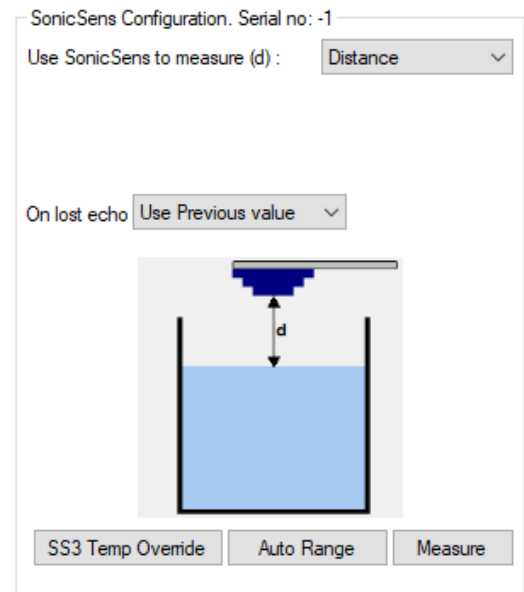 SonicSens Configuration. Serial no: -1
Use SonicSens to measure (d) : Distance
On lost echo Use Previous value
d
SS3 Temp Override Auto Range Measure